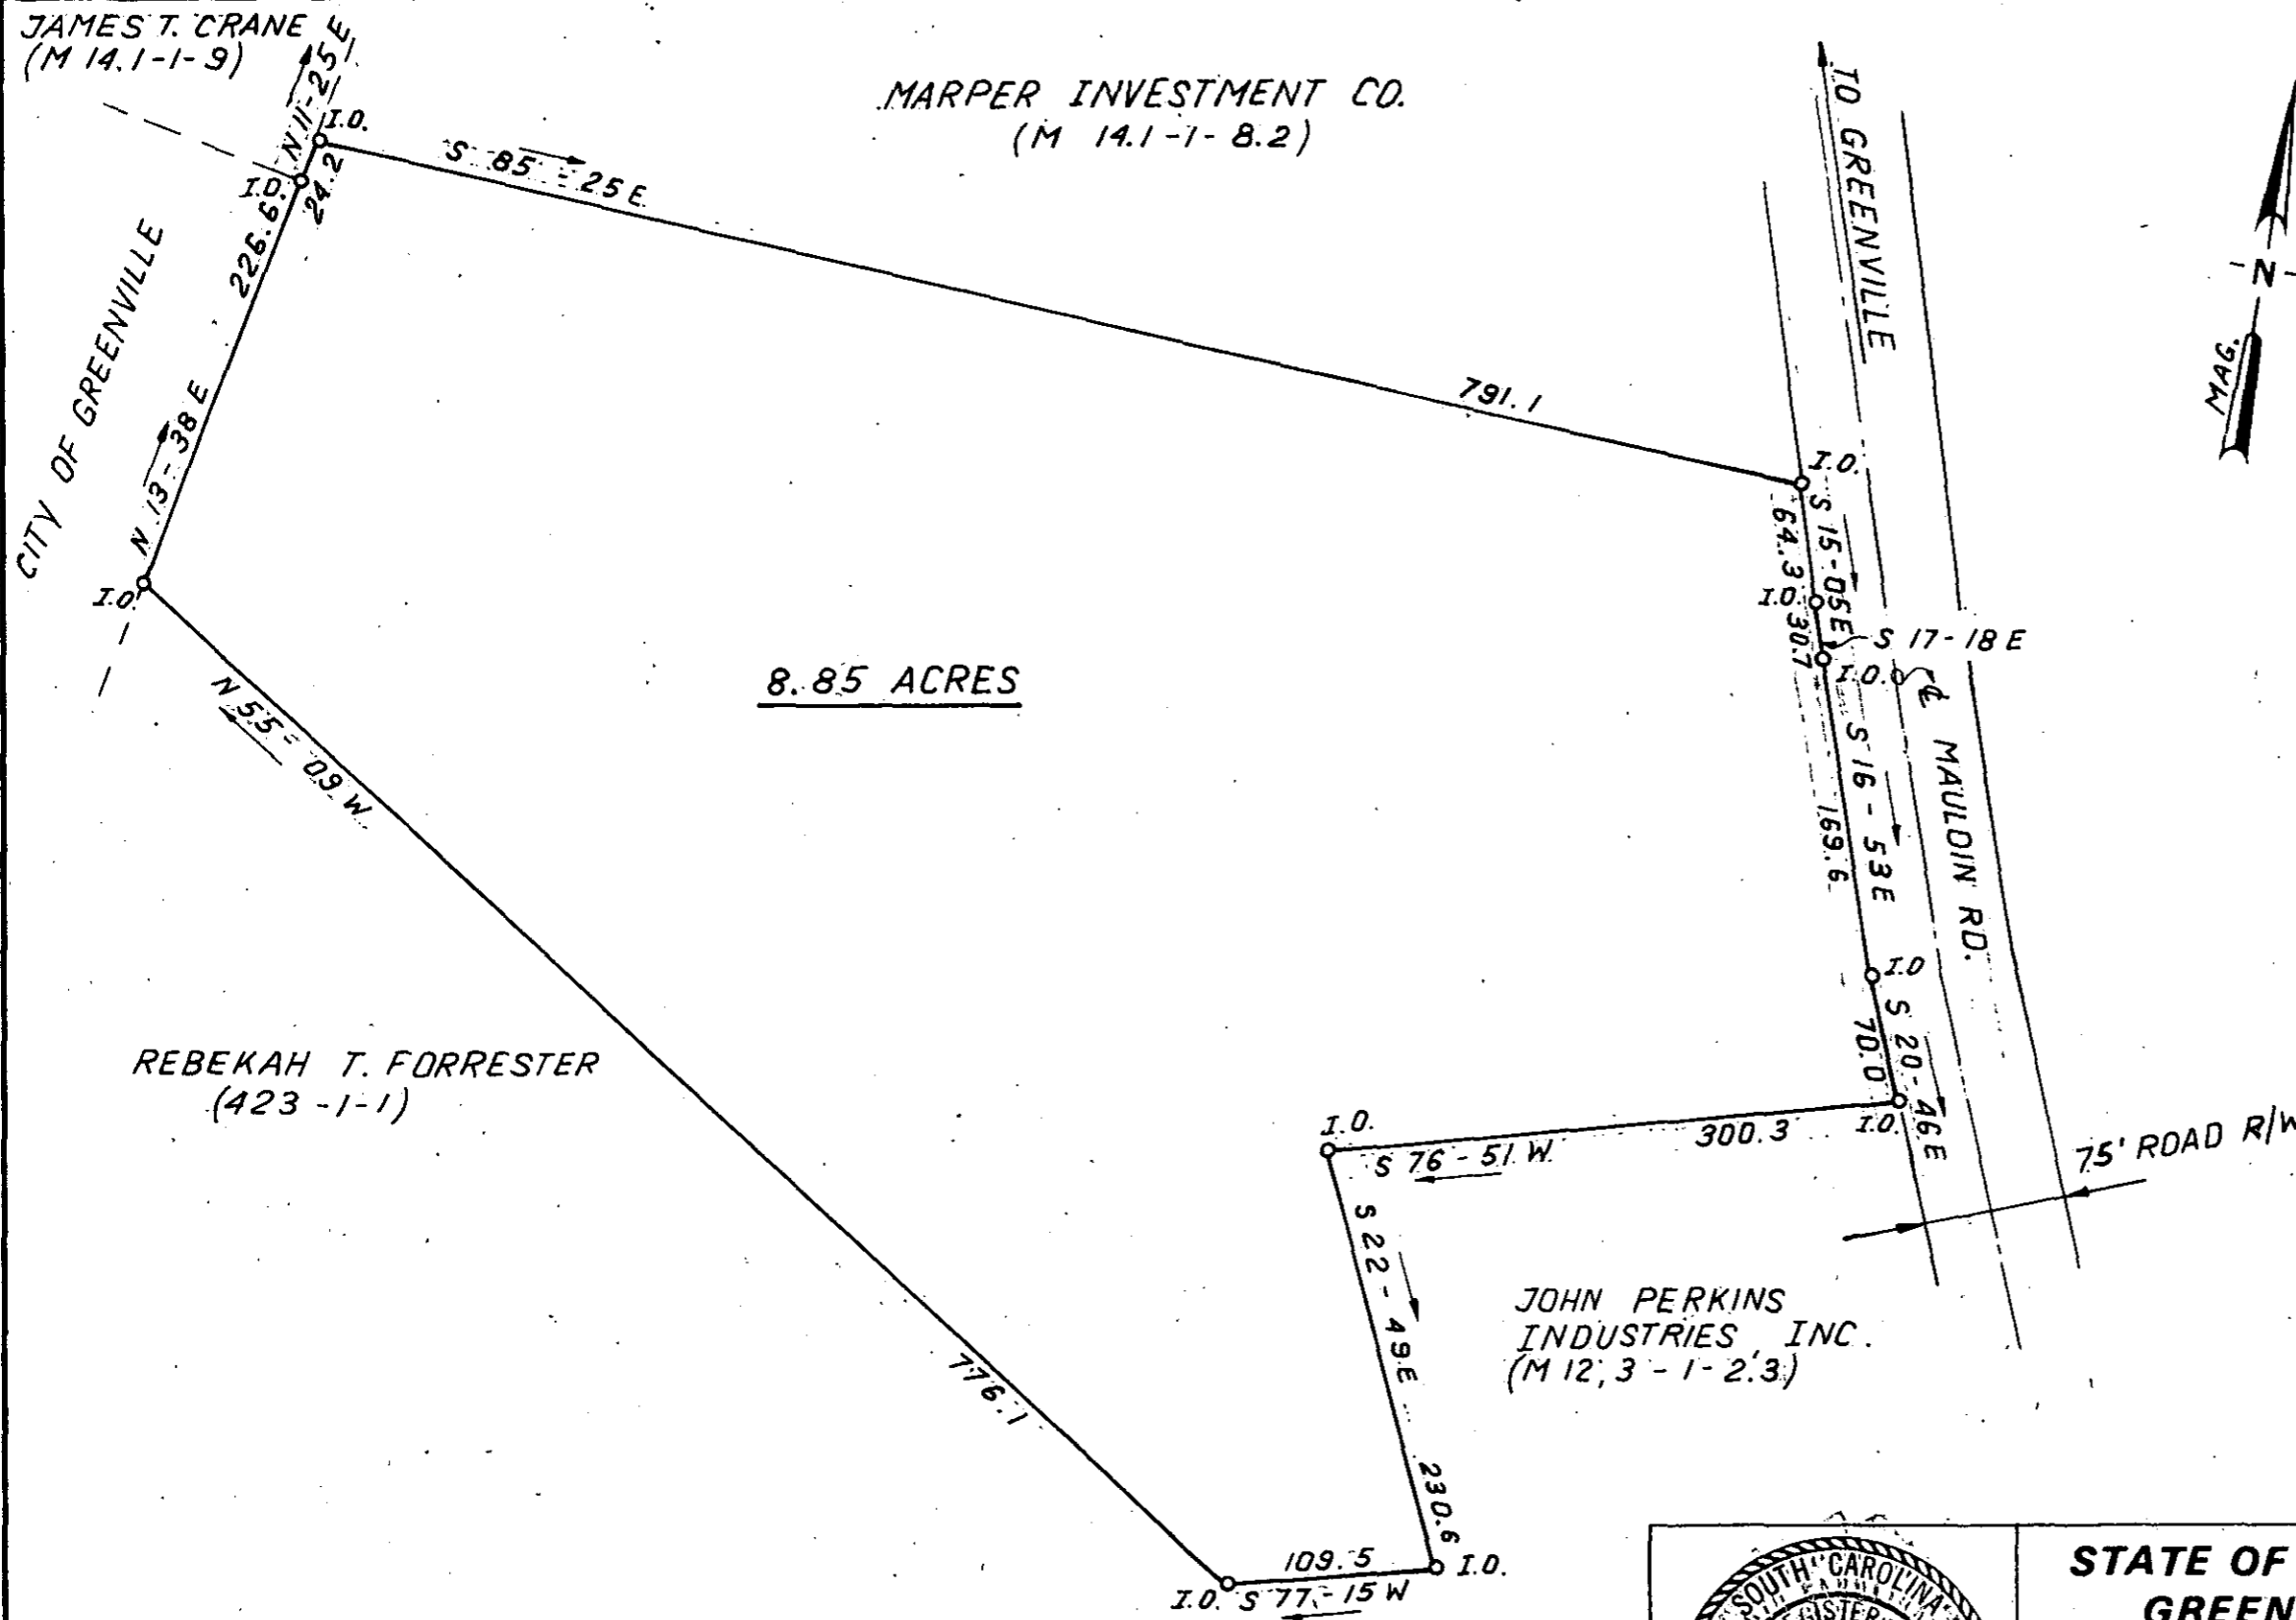 JAMES T. CRANE
(M 14.1-1-9)
N 11-25 E
I.O.
24.2
I.O.
226.6
N 13-38 E
CITY OF GREENVILLE
I.O.
MARPER INVESTMENT CO.
(M 14.1-1-8.2)
S 85-25 E
791.1
TO GREENVILLE
MAG.
N
I.O.
S 15-05 E
64.3
I.O.
30.7
S 17-18 E
I.O.
℄ MAULDIN RD.
S 16-53 E
169.6
I.O
S 20-46 E
70.0
I.O.
75' ROAD R/W
8.85 ACRES
N 55-09 W
776.1
REBEKAH T. FORRESTER
(423-1-1)
I.O.
S 76-51 W
300.3
S 22-49 E
230.6
JOHN PERKINS
INDUSTRIES, INC.
(M 12.3-1-2.3)
109.5
I.O.
I.O.
S 77-15 W
SOUTH CAROLINA
STATE OF
GREEN